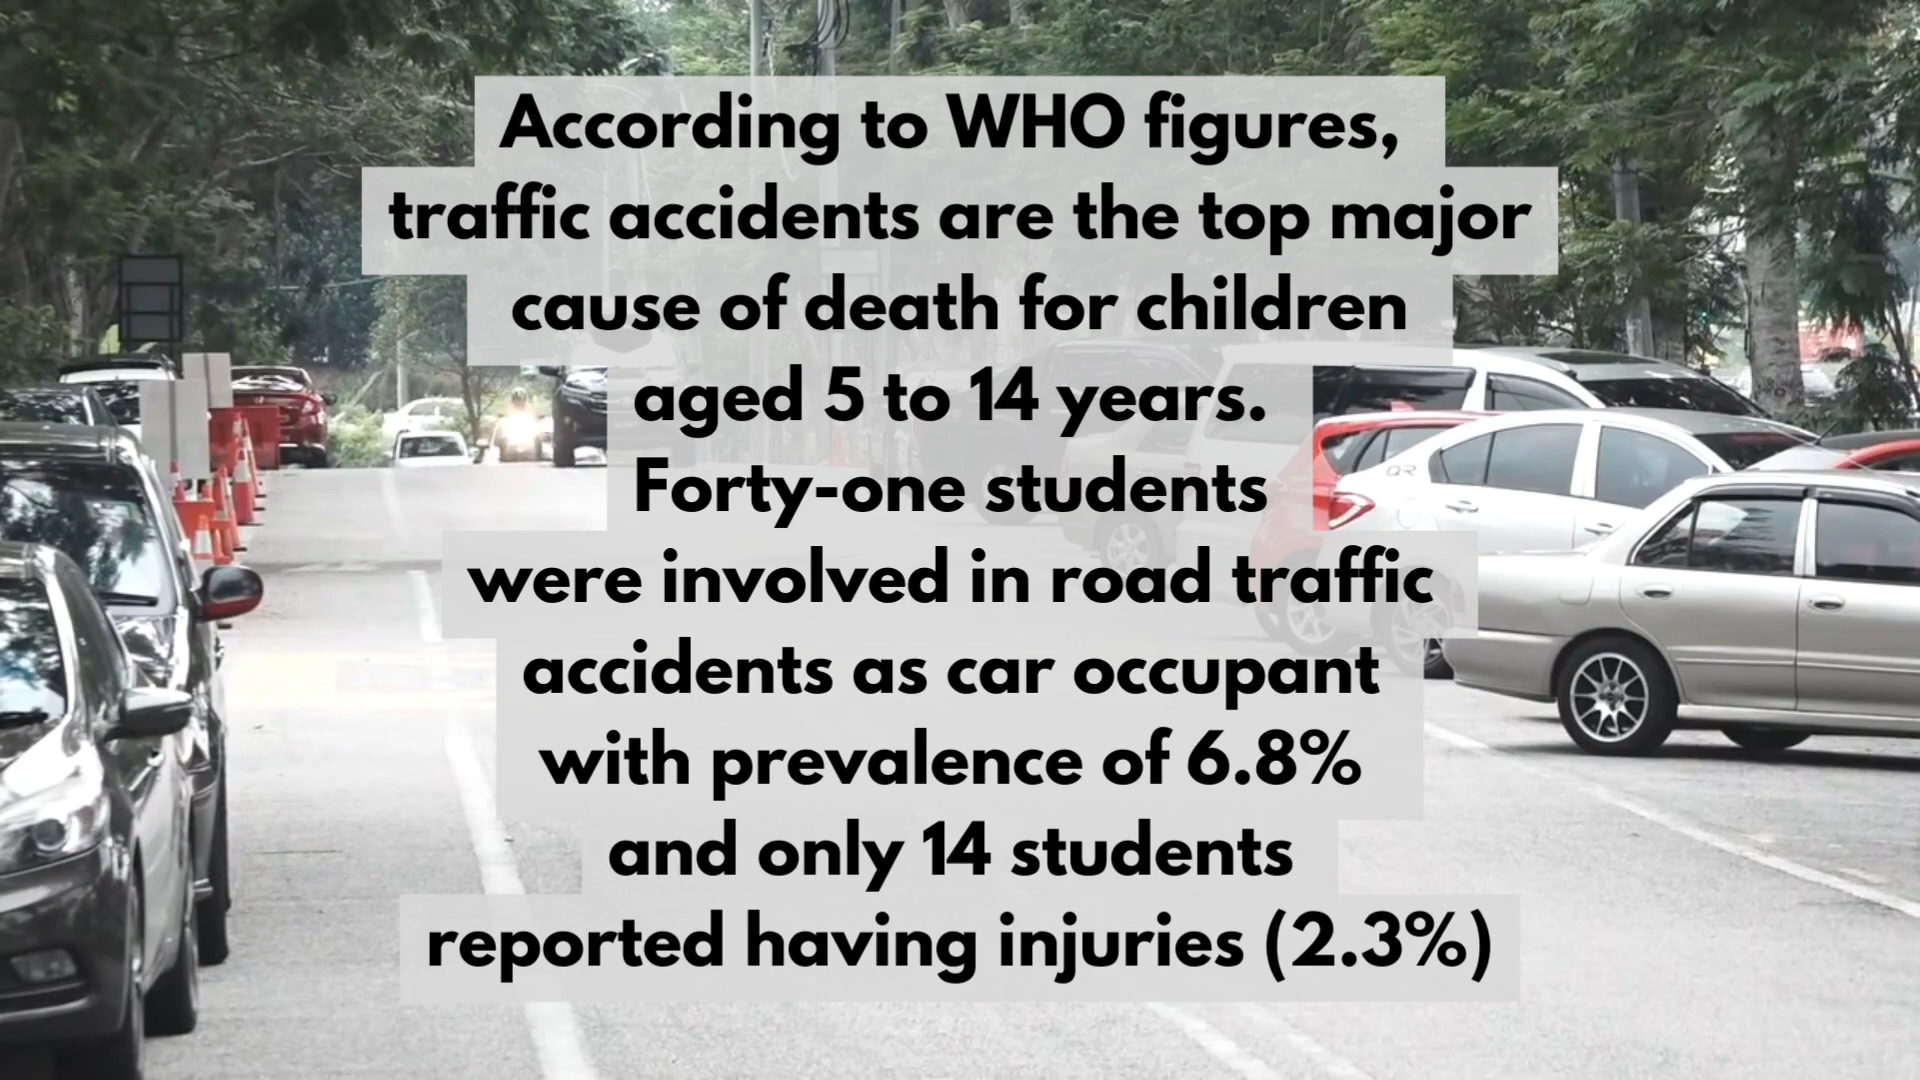 According to WHO figures,
traffic accidents are the top major
cause of death for children
aged 5 to 14 years.
Forty-one students
were involved in road traffic
accidents as car occupant
with prevalence of 6.8%
and only 14 students
reported having injuries (2.3%)